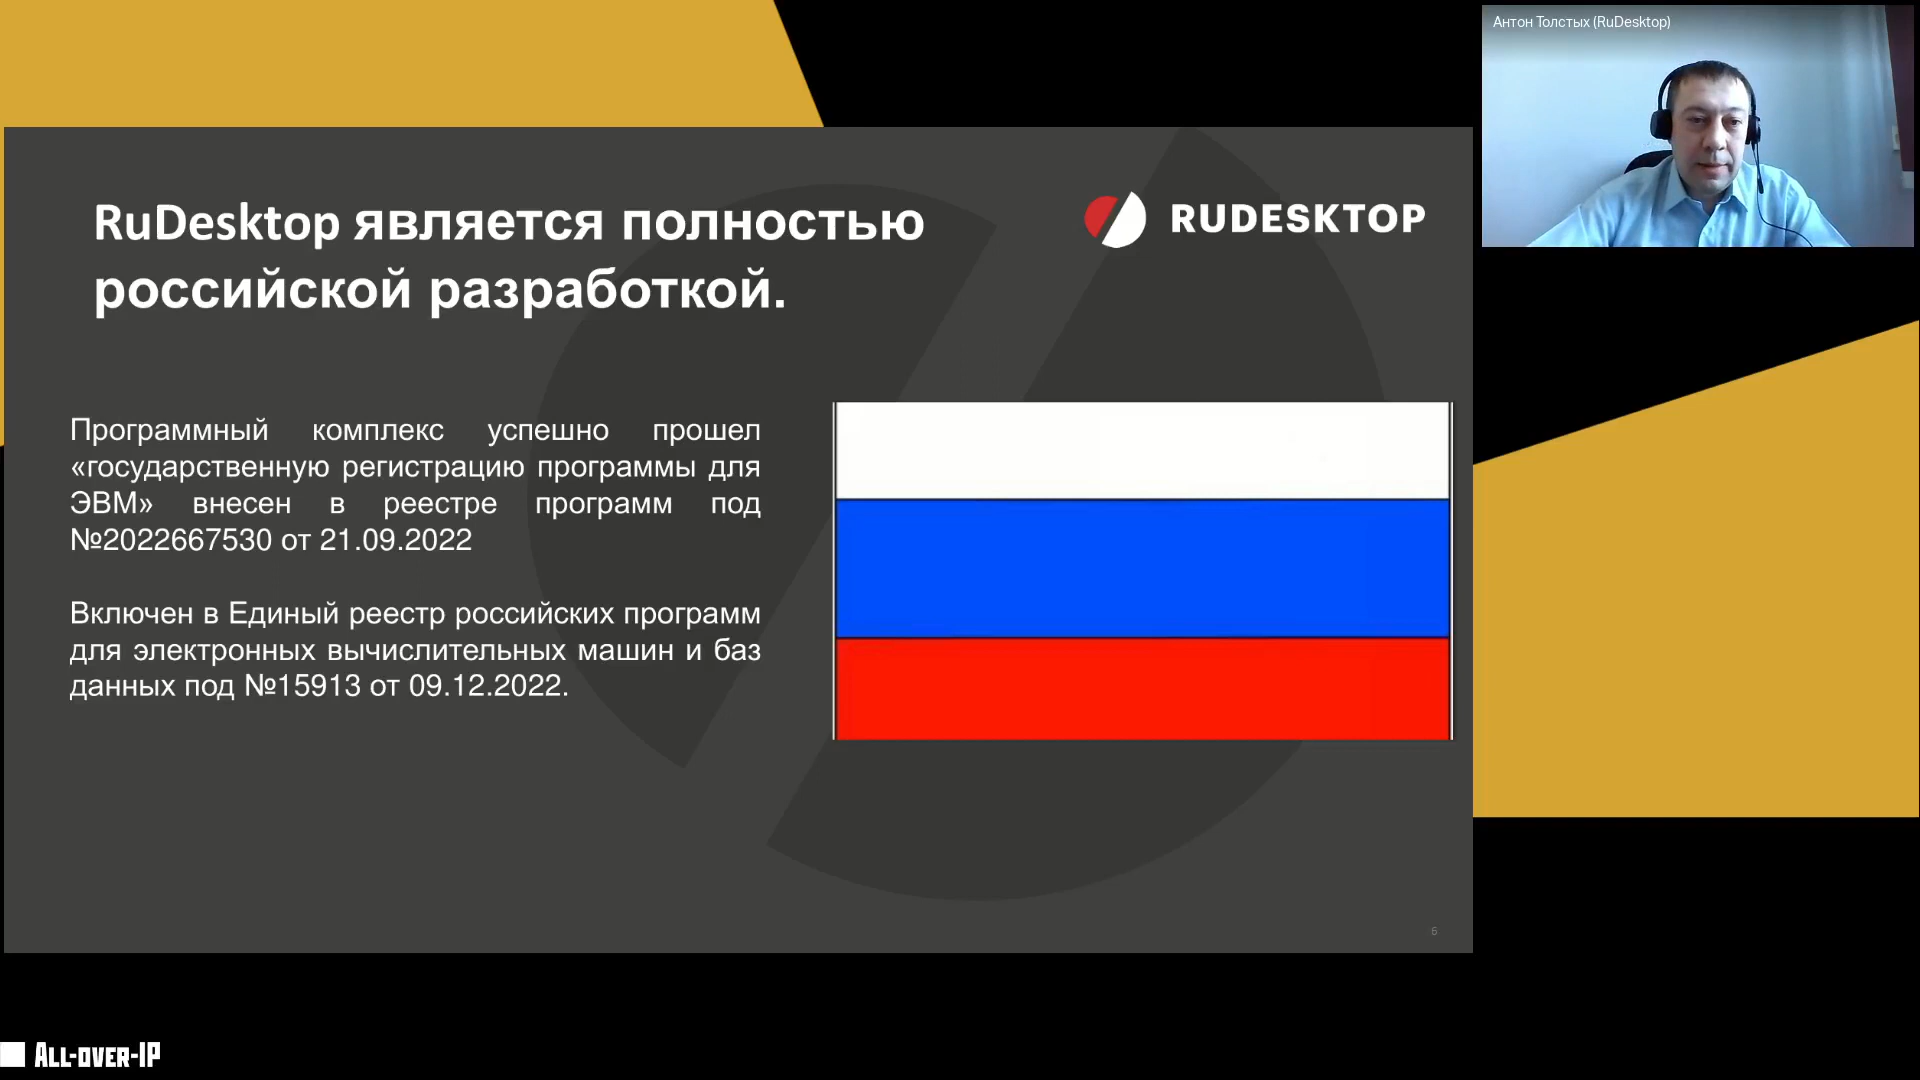 Антон Толстых (RuDesktop)
RuDesktop является полностью
российской разработкой.
RUDESKTOP
Программный комплекс успешно прошел
«государственную регистрацию программы для
ЭВМ» внесен в реестре программ под
№2022667530 от 21.09.2022
Включен в Единый реестр российских программ
для электронных вычислительных машин и баз
данных под №15913 от 09.12.2022.
6
ALL-OVER-IP